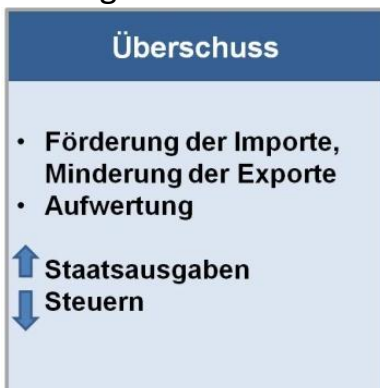 Überschuss
• Förderung der Importe,
Minderung der Exporte
• Aufwertung
Staatsausgaben
Steuern